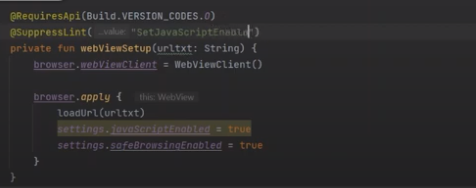 @RequiresApi(Build.VERSION_CODES.O)
@SuppressLint( ...value: "SetJavaScriptEnabled")
private fun webViewSetup(urltxt: String) {
browser.webViewClient = WebViewClient()
browser.apply { this: WebView
loadUrl(urltxt)
settings.javaScriptEnabled = true
settings.safeBrowsingEnabled = true
}
}